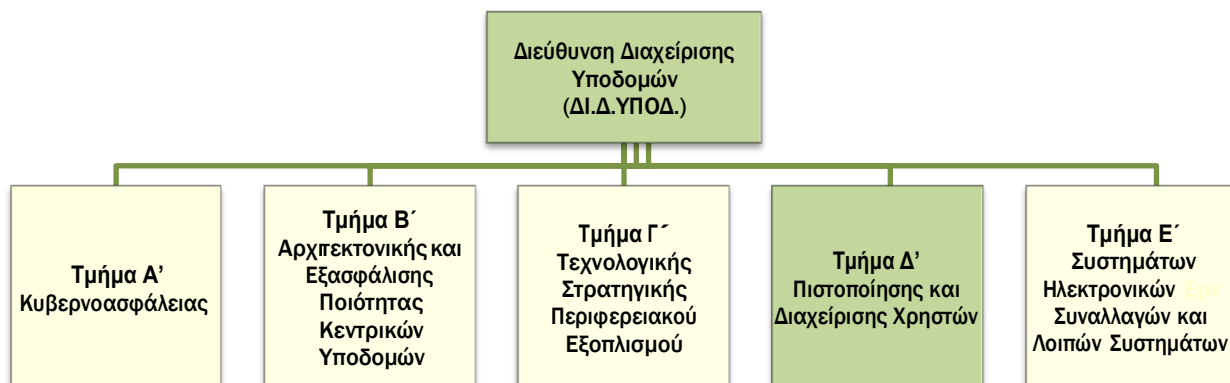 Διεύθυνση Διαχείρισης
Υποδομών
(ΔΙ.Δ.ΥΠΟΔ.)
Τμήμα Α'
Κυβερνοασφάλειας
Τμήμα Β΄
Αρχιτεκτονικής και
Εξασφάλισης
Ποιότητας
Κεντρικών
Υποδομών
Τμήμα Γ΄
Τεχνολογικής
Στρατηγικής
Περιφερειακού
Εξοπλισμού
Τμήμα Δ'
Πιστοποίησης και
Διαχείρισης Χρηστών
Τμήμα Ε΄
Συστημάτων
Ηλεκτρονικών
Συναλλαγών και
Λοιπών Συστημάτων